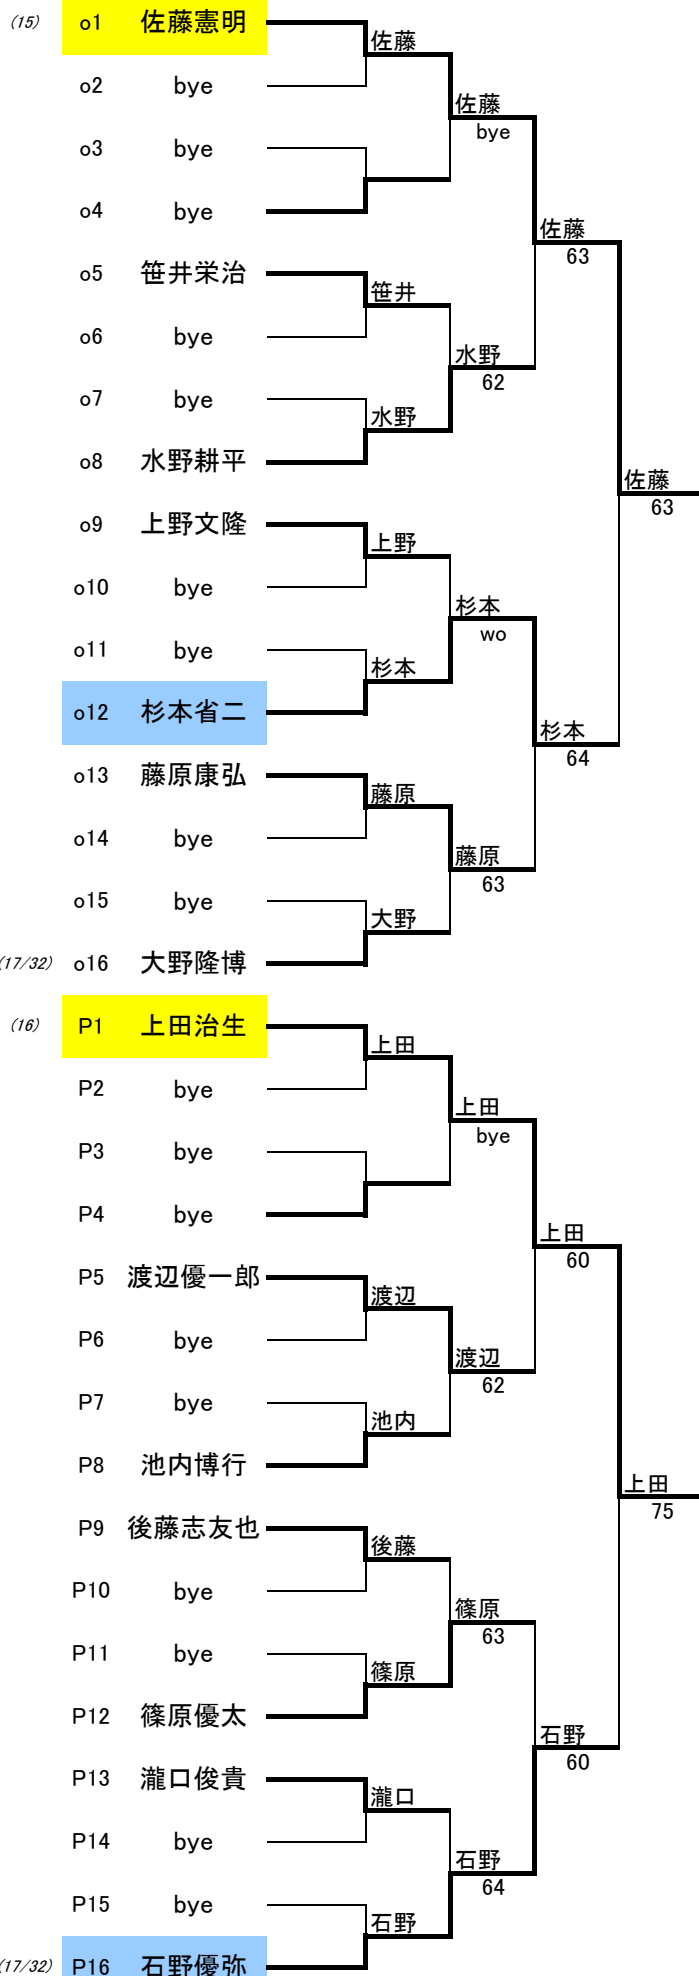 (15) o1 佐藤憲明
佐藤
o2 bye
佐藤
bye
o3 bye
o4 bye
佐藤
63
o5 笹井栄治
笹井
o6 bye
水野
62
o7 bye
水野
o8 水野耕平
佐藤
63
o9 上野文隆
上野
o10 bye
杉本
wo
o11 bye
杉本
o12 杉本省二
杉本
64
o13 藤原康弘
藤原
o14 bye
藤原
63
o15 bye
大野
(17/32) o16 大野隆博
(16) P1 上田治生
上田
P2 bye
上田
bye
P3 bye
P4 bye
上田
60
P5 渡辺優一郎
渡辺
P6 bye
渡辺
62
P7 bye
池内
P8 池内博行
上田
75
P9 後藤志友也
後藤
P10 bye
篠原
63
P11 bye
篠原
P12 篠原優太
石野
60
P13 瀧口俊貴
瀧口
P14 bye
石野
64
P15 bye
石野
(17/32) P16 石野優弥